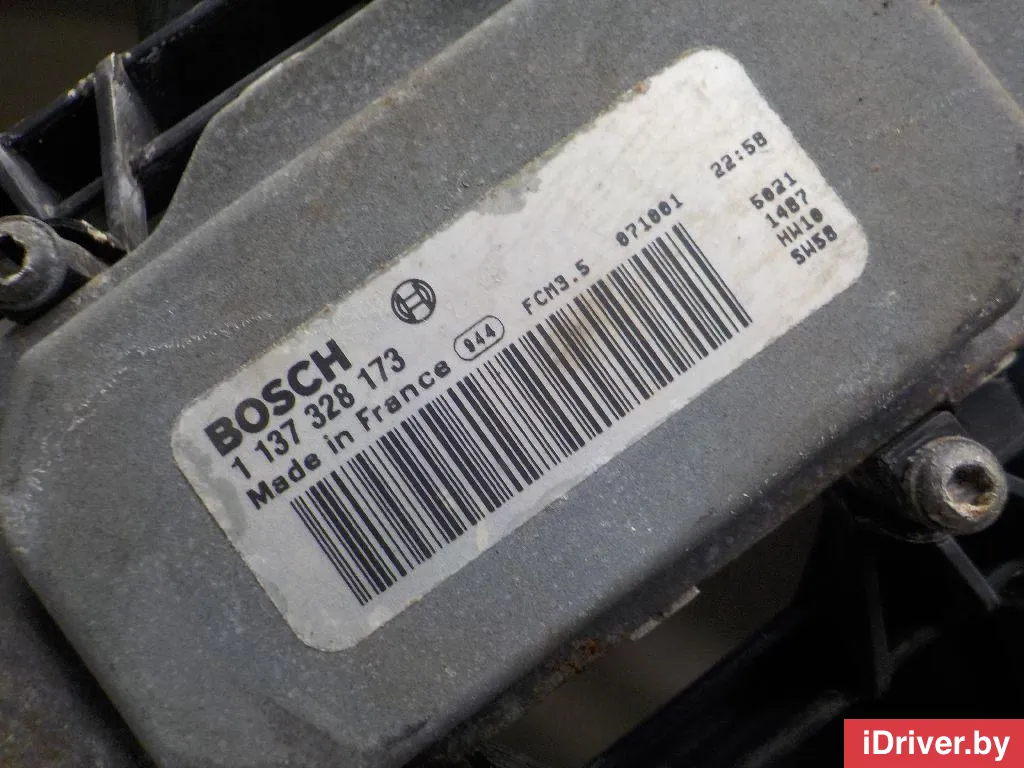 BOSCH
1 137 328 173
Made in France
944
FCM3.5
071001
22:58
5021
1487
HW10
SW58
iDriver.by